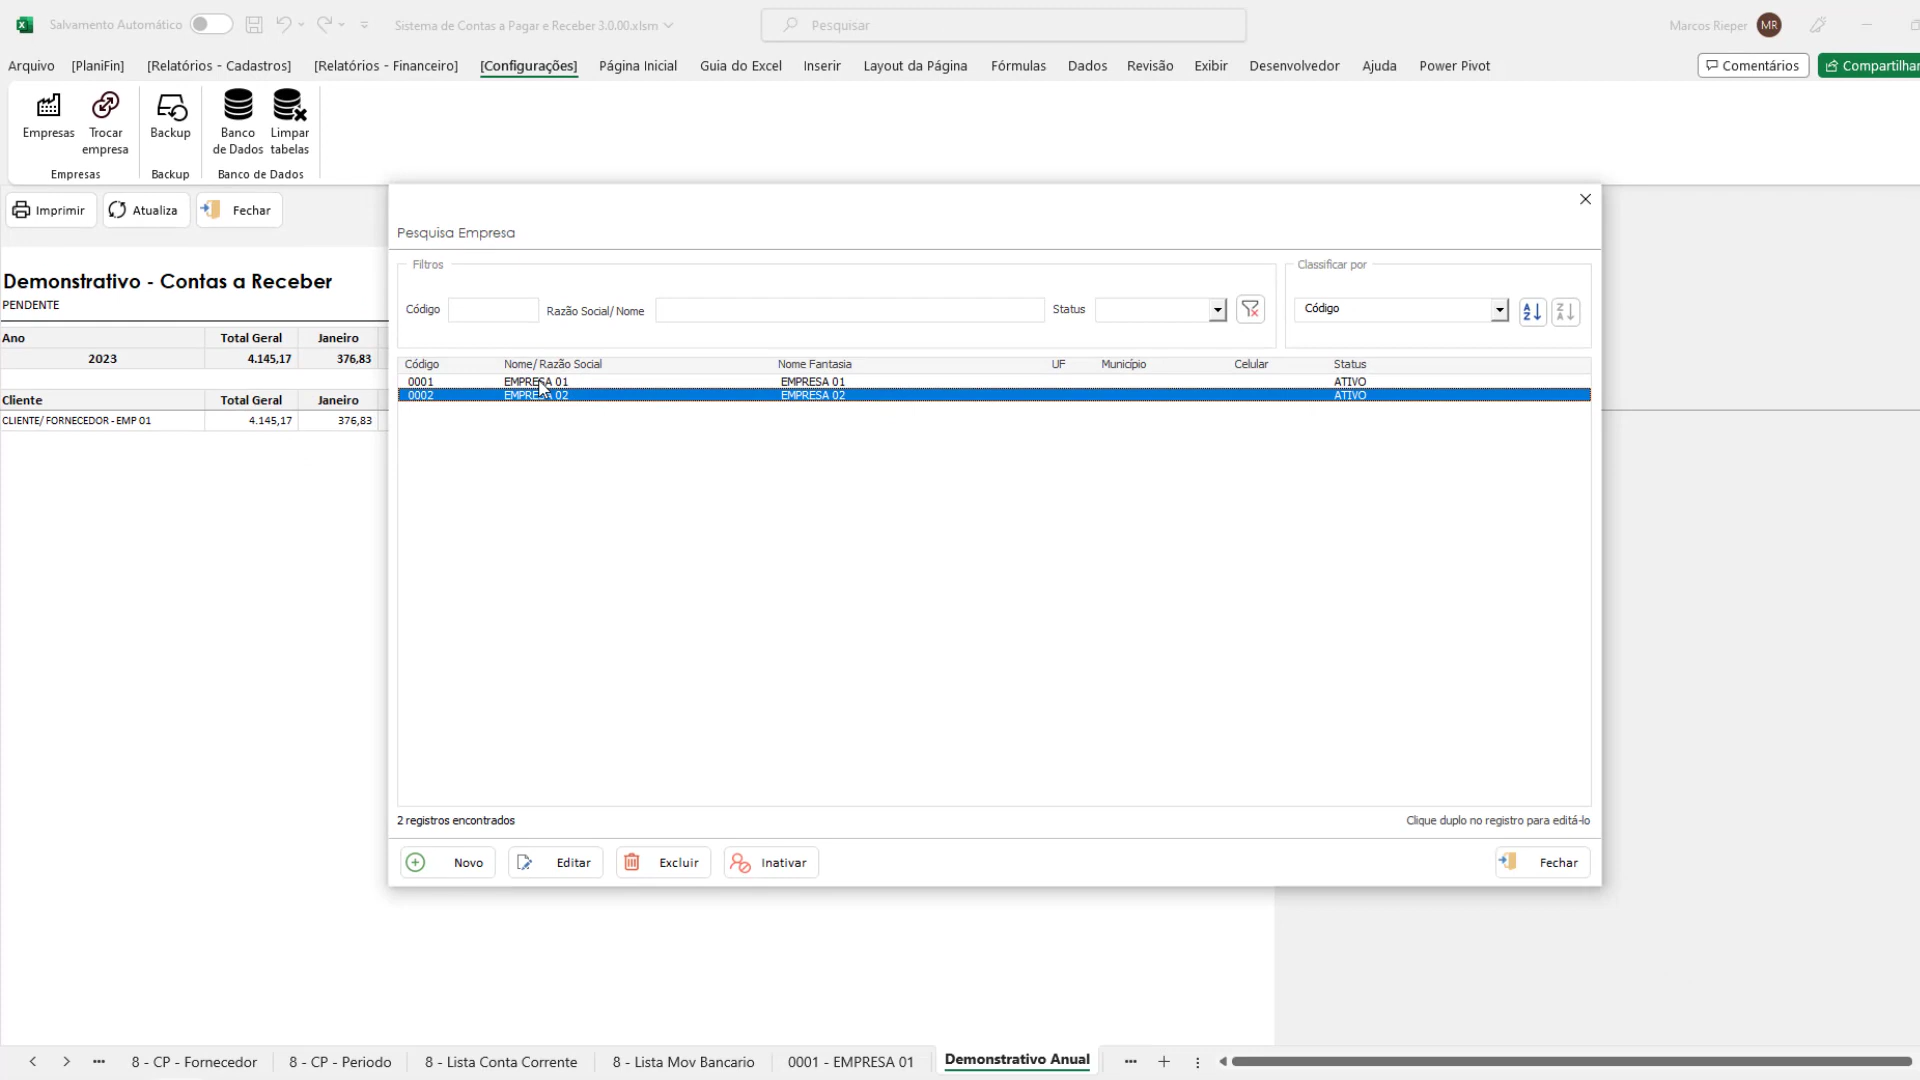 Salvamento Automático
Sistema de Contas a Pagar e Receber 3.0.00.xlsm
Pesquisar
Marcos Rieper
MR
Arquivo [PlaniFin] [Relatórios - Cadastros] [Relatórios - Financeiro] [Configurações] Página Inicial Guia do Excel Inserir Layout da Página Fórmulas Dados Revisão Exibir Desenvolvedor Ajuda Power Pivot
Comentários
Compartilhar
Empresas
Trocar
empresa
Backup
Banco
de Dados
Limpar
tabelas
Empresas Backup Banco de Dados
Imprimir Atualiza Fechar
Demonstrativo - Contas a Receber
PENDENTE
Ano Total Geral Janeiro
2023 4.145,17 376,83
Cliente Total Geral Janeiro
CLIENTE/ FORNECEDOR - EMP 01 4.145,17 376,83
Pesquisa Empresa
Filtros
Classificar por
Código Razão Social/ Nome Status
Código
Código Nome/ Razão Social Nome Fantasia UF Município Celular Status
0001 EMPRESA 01 EMPRESA 01 ATIVO
0002 EMPRESA 02 EMPRESA 02 ATIVO
2 registros encontrados
Clique duplo no registro para editá-lo
Novo Editar Excluir Inativar Fechar
8 - CP - Fornecedor 8 - CP - Periodo 8 - Lista Conta Corrente 8 - Lista Mov Bancario 0001 - EMPRESA 01 Demonstrativo Anual